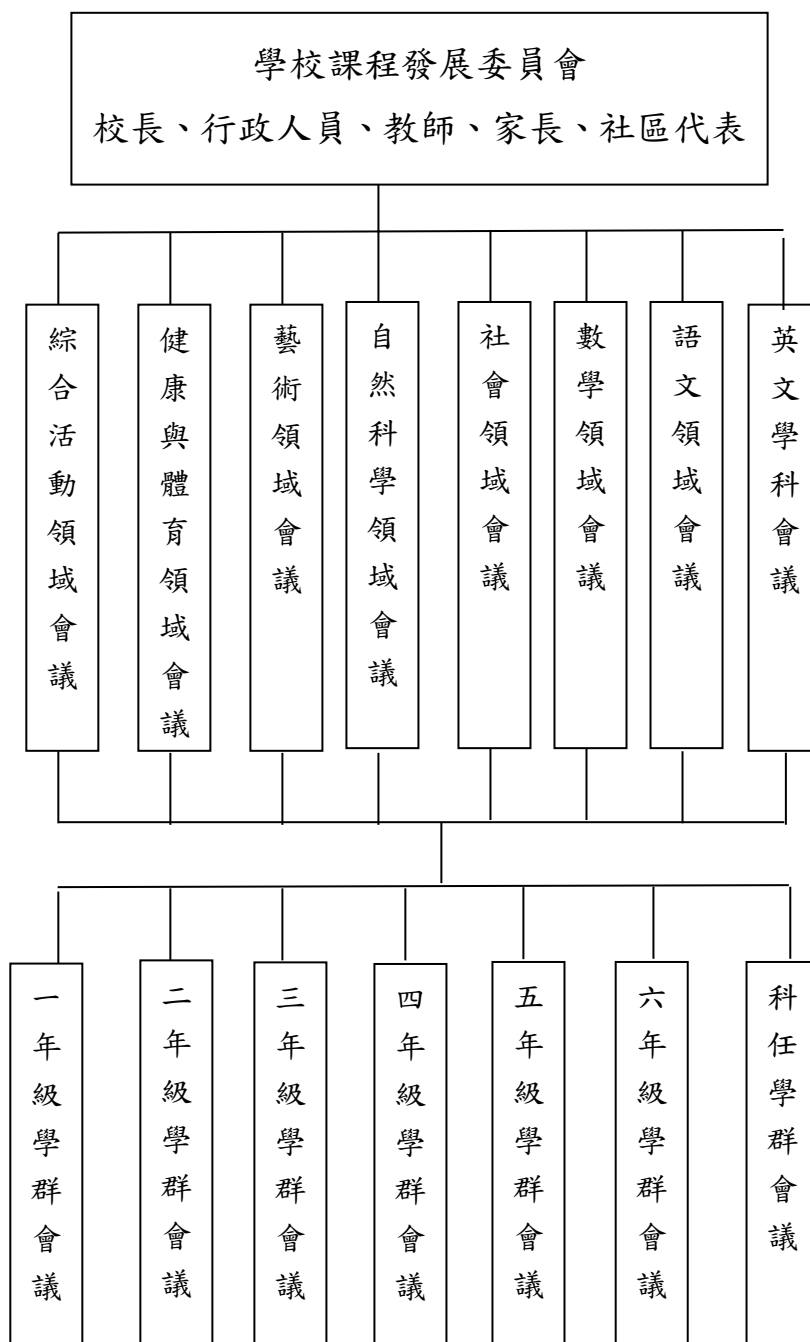 學校課程發展委員會
校長、行政人員、教師、家長、社區代表
綜合活動領域會議
健康與體育領域會議
藝術領域會議
自然科學領域會議
社會領域會議
數學領域會議
語文領域會議
英文學科會議
一年級學群會議
二年級學群會議
三年級學群會議
四年級學群會議
五年級學群會議
六年級學群會議
科任學群會議